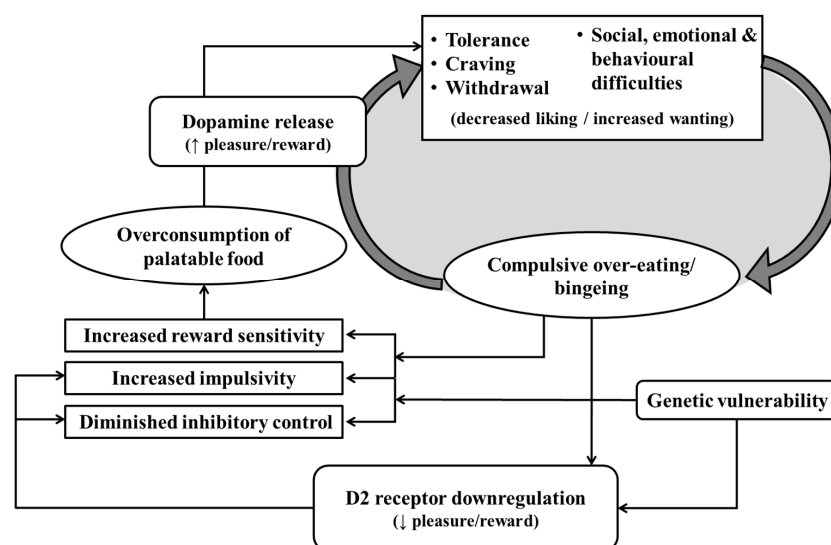 • Tolerance
• Craving
• Withdrawal
• Social, emotional &
behavioural
difficulties
(decreased liking / increased wanting)
Dopamine release
(↑ pleasure/reward)
Overconsumption of
palatable food
Compulsive over-eating/
bingeing
Increased reward sensitivity
Increased impulsivity
Diminished inhibitory control
Genetic vulnerability
D2 receptor downregulation
(↓ pleasure/reward)